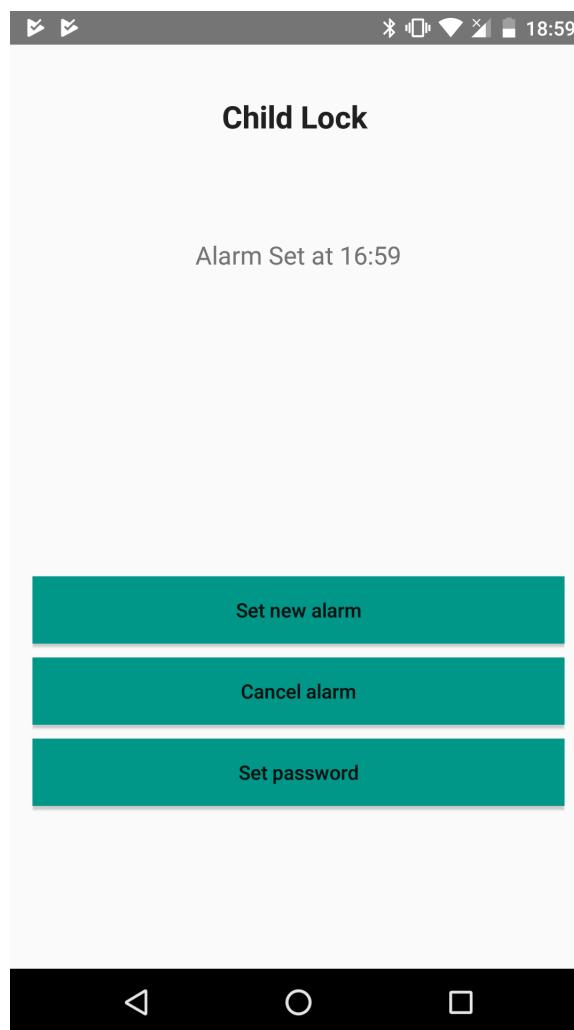 18:59
Child Lock
Alarm Set at 16:59
Set new alarm
Cancel alarm
Set password